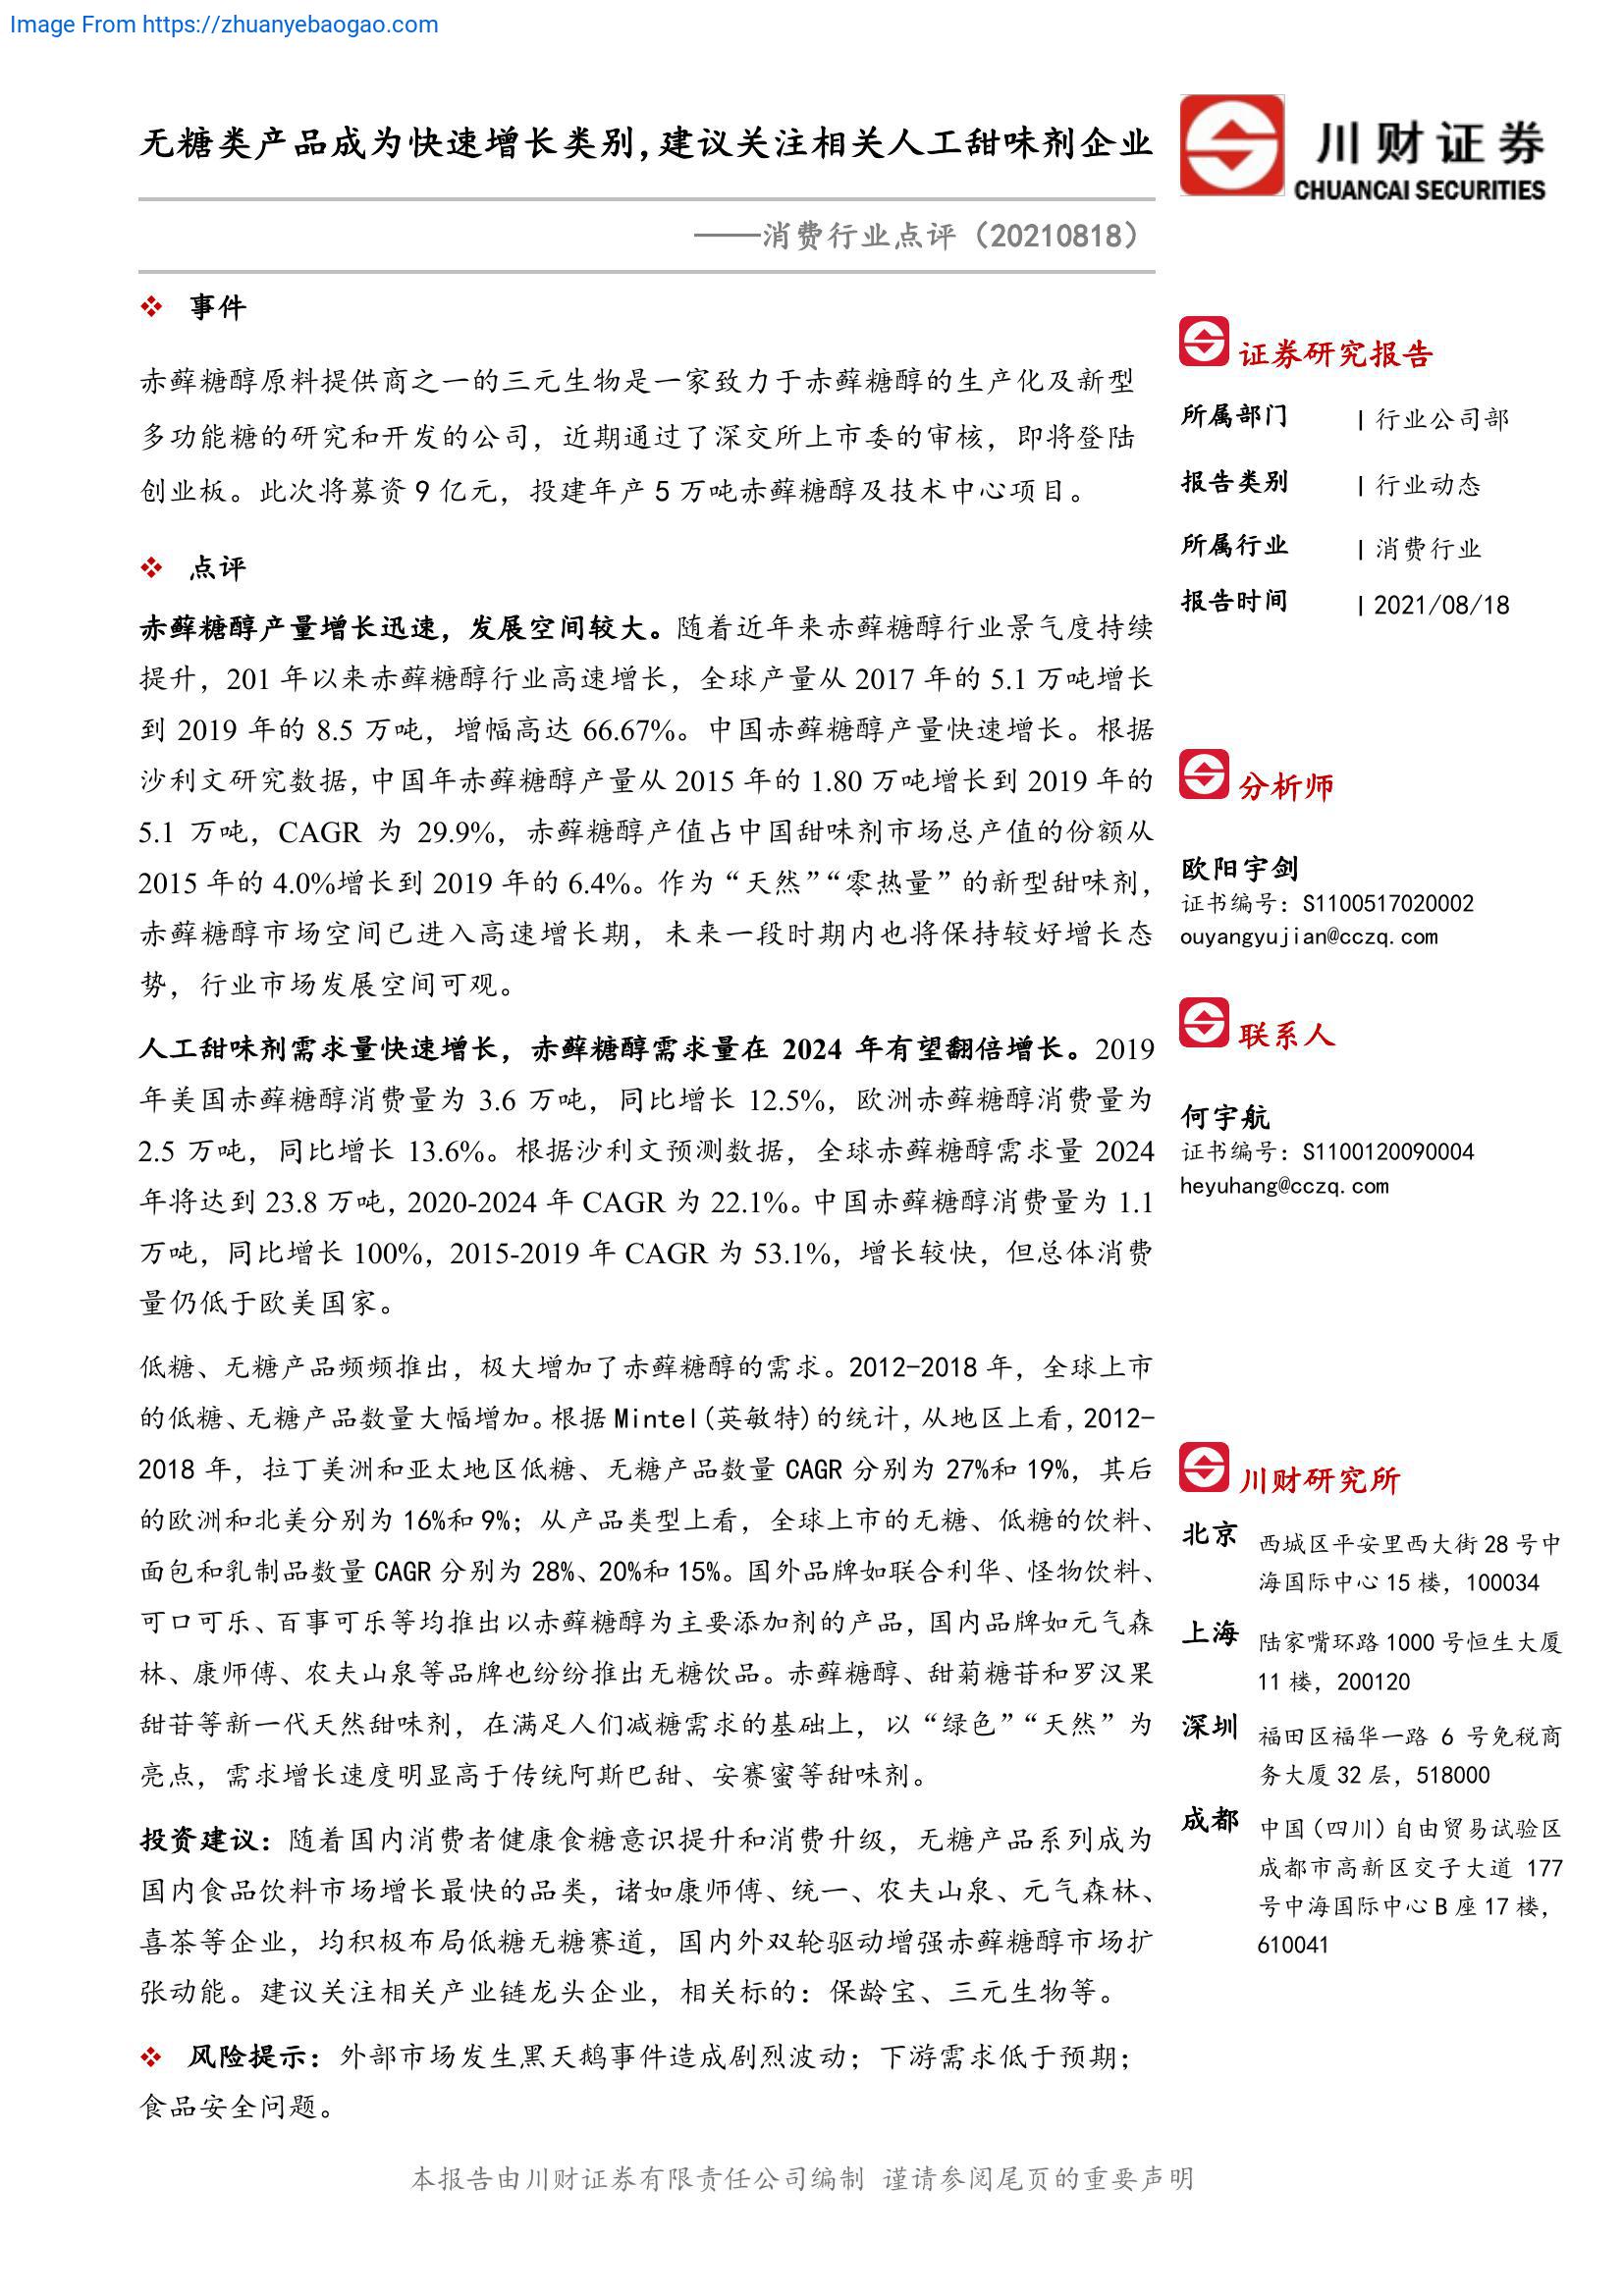 Image From https://zhuanyebaogao.com
无糖类产品成为快速增长类别,建议关注相关人工甜味剂企业
川财证券
CHUANCAI SECURITIES
——消费行业点评（20210818）
❖ 事件
赤藓糖醇原料提供商之一的三元生物是一家致力于赤藓糖醇的生产化及新型
多功能糖的研究和开发的公司，近期通过了深交所上市委的审核，即将登陆
创业板。此次将募资 9 亿元，投建年产 5 万吨赤藓糖醇及技术中心项目。
❖ 点评
赤藓糖醇产量增长迅速，发展空间较大。随着近年来赤藓糖醇行业景气度持续
提升，201 年以来赤藓糖醇行业高速增长，全球产量从 2017 年的 5.1 万吨增长
到 2019 年的 8.5 万吨，增幅高达 66.67%。中国赤藓糖醇产量快速增长。根据
沙利文研究数据，中国年赤藓糖醇产量从 2015 年的 1.80 万吨增长到 2019 年的
5.1 万吨，CAGR 为 29.9%，赤藓糖醇产值占中国甜味剂市场总产值的份额从
2015 年的 4.0%增长到 2019 年的 6.4%。作为“天然”“零热量”的新型甜味剂，
赤藓糖醇市场空间已进入高速增长期，未来一段时期内也将保持较好增长态
势，行业市场发展空间可观。
人工甜味剂需求量快速增长，赤藓糖醇需求量在 2024 年有望翻倍增长。2019
年美国赤藓糖醇消费量为 3.6 万吨，同比增长 12.5%，欧洲赤藓糖醇消费量为
2.5 万吨，同比增长 13.6%。根据沙利文预测数据，全球赤藓糖醇需求量 2024
年将达到 23.8 万吨，2020-2024 年 CAGR 为 22.1%。中国赤藓糖醇消费量为 1.1
万吨，同比增长 100%，2015-2019 年 CAGR 为 53.1%，增长较快，但总体消费
量仍低于欧美国家。
低糖、无糖产品频频推出，极大增加了赤藓糖醇的需求。2012-2018 年，全球上市
的低糖、无糖产品数量大幅增加。根据 Mintel(英敏特)的统计，从地区上看，2012-
2018 年，拉丁美洲和亚太地区低糖、无糖产品数量 CAGR 分别为 27%和 19%，其后
的欧洲和北美分别为 16%和 9%；从产品类型上看，全球上市的无糖、低糖的饮料、
面包和乳制品数量 CAGR 分别为 28%、20%和 15%。国外品牌如联合利华、怪物饮料、
可口可乐、百事可乐等均推出以赤藓糖醇为主要添加剂的产品，国内品牌如元气森
林、康师傅、农夫山泉等品牌也纷纷推出无糖饮品。赤藓糖醇、甜菊糖苷和罗汉果
甜苷等新一代天然甜味剂，在满足人们减糖需求的基础上，以“绿色”“天然”为
亮点，需求增长速度明显高于传统阿斯巴甜、安赛蜜等甜味剂。
投资建议：随着国内消费者健康食糖意识提升和消费升级，无糖产品系列成为
国内食品饮料市场增长最快的品类，诸如康师傅、统一、农夫山泉、元气森林、
喜茶等企业，均积极布局低糖无糖赛道，国内外双轮驱动增强赤藓糖醇市场扩
张动能。建议关注相关产业链龙头企业，相关标的：保龄宝、三元生物等。
❖ 风险提示：外部市场发生黑天鹅事件造成剧烈波动；下游需求低于预期；
食品安全问题。
证券研究报告
所属部门 | 行业公司部
报告类别 | 行业动态
所属行业 | 消费行业
报告时间 | 2021/08/18
分析师
欧阳宇剑
证书编号：S1100517020002
ouyangyujian@cczq.com
联系人
何宇航
证书编号：S1100120090004
heyuhang@cczq.com
川财研究所
北京 西城区平安里西大街 28 号中
海国际中心 15 楼，100034
上海 陆家嘴环路 1000 号恒生大厦
11 楼，200120
深圳 福田区福华一路 6 号免税商
务大厦 32 层，518000
成都 中国（四川）自由贸易试验区
成都市高新区交子大道 177
号中海国际中心 B 座 17 楼，
610041
本报告由川财证券有限责任公司编制 谨请参阅尾页的重要声明